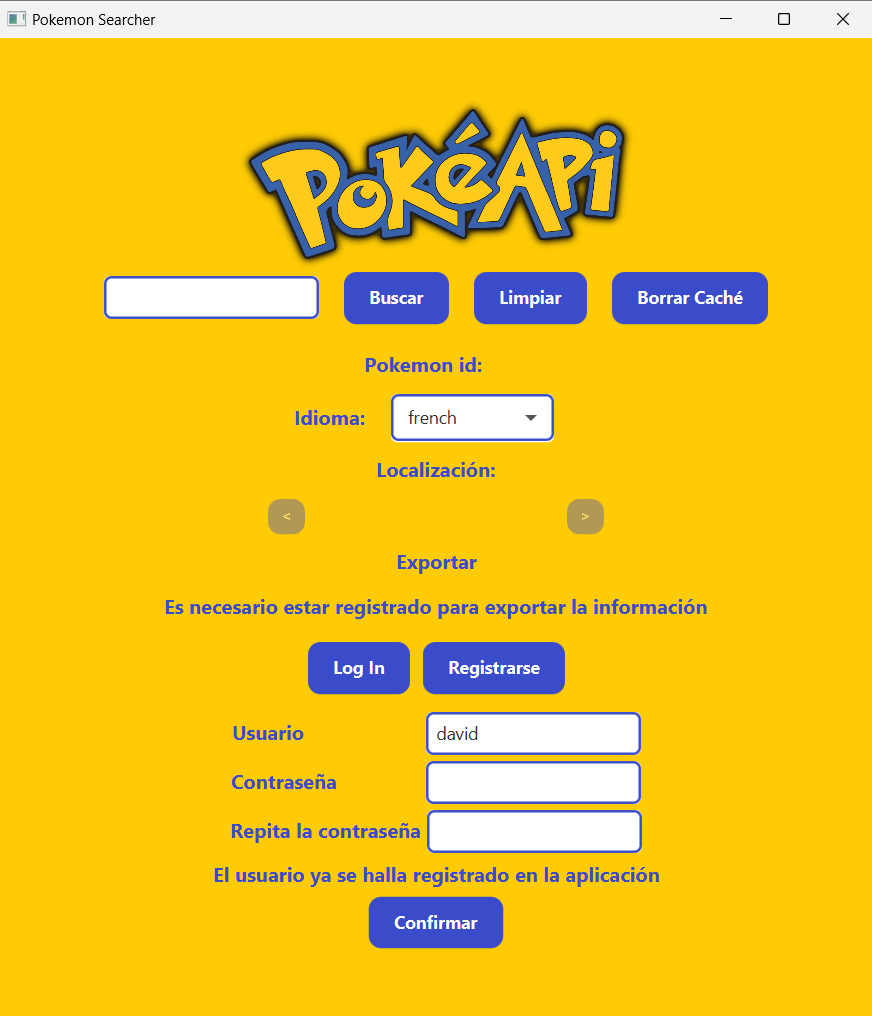 Pokemon Searcher
PokéAPi
Buscar Limpiar Borrar Caché
Pokemon id:
Idioma: french
Localización:
< >
Exportar
Es necesario estar registrado para exportar la información
Log In Registrarse
Usuario david
Contraseña
Repita la contraseña
El usuario ya se halla registrado en la aplicación
Confirmar